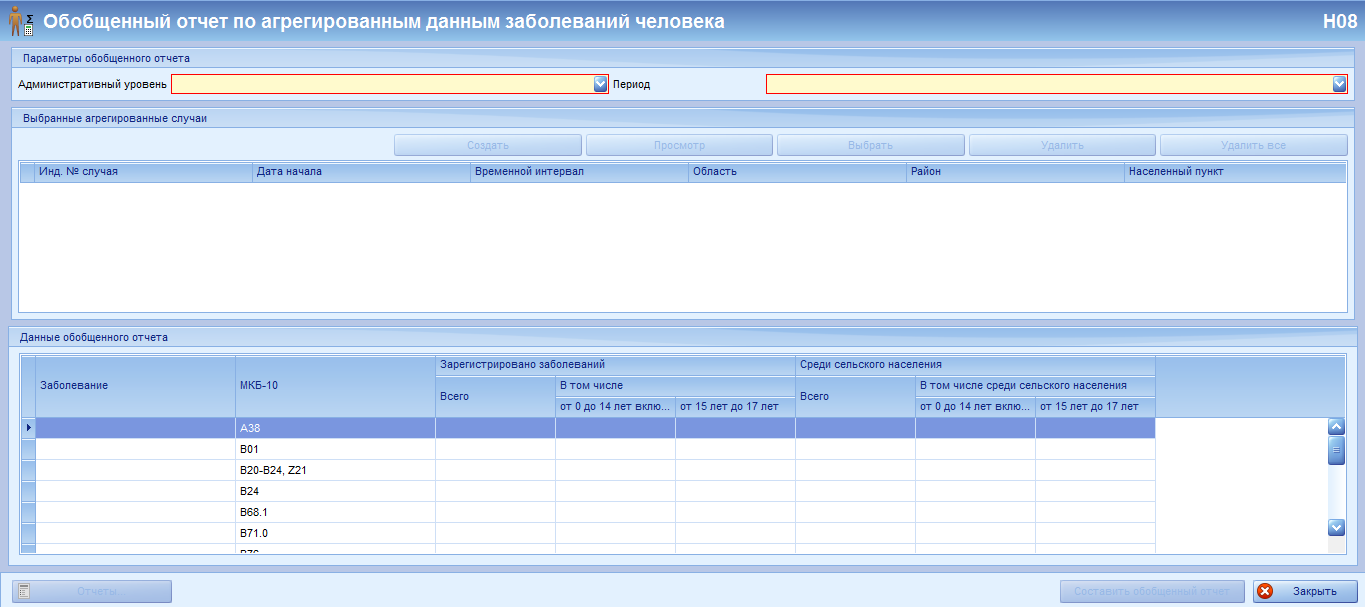 Обобщенный отчет по агрегированным данным заболеваний человека H08
Параметры обобщенного отчета
Административный уровень Период
Выбранные агрегированные случаи
Создать Просмотр Выбрать Удалить Удалить все
Инд. № случая Дата начала Временной интервал Область Район Населенный пункт
Данные обобщенного отчета
Зарегистрировано заболеваний Среди сельского населения
Заболевание МКБ-10 Всего В том числе Всего В том числе среди сельского населения
от 0 до 14 лет вклю... от 15 лет до 17 лет от 0 до 14 лет вклю... от 15 лет до 17 лет
A38
B01
B20-B24, Z21
B24
B68.1
B71.0
Отчеты... Составить обобщенный отчет Закрыть